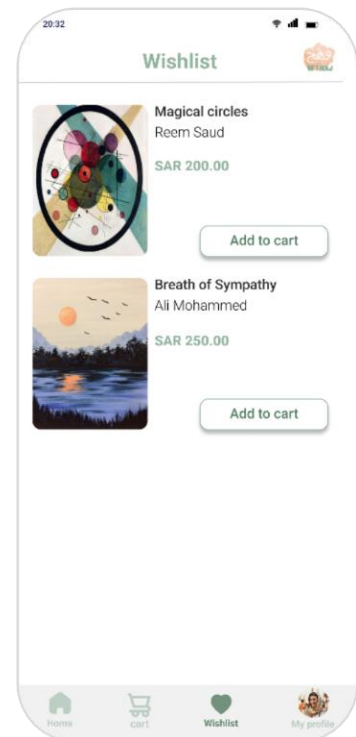 20:32
Wishlist
Magical circles
Reem Saud
SAR 200.00
Add to cart
Breath of Sympathy
Ali Mohammed
SAR 250.00
Add to cart
Home
cart
Wishlist
My profile